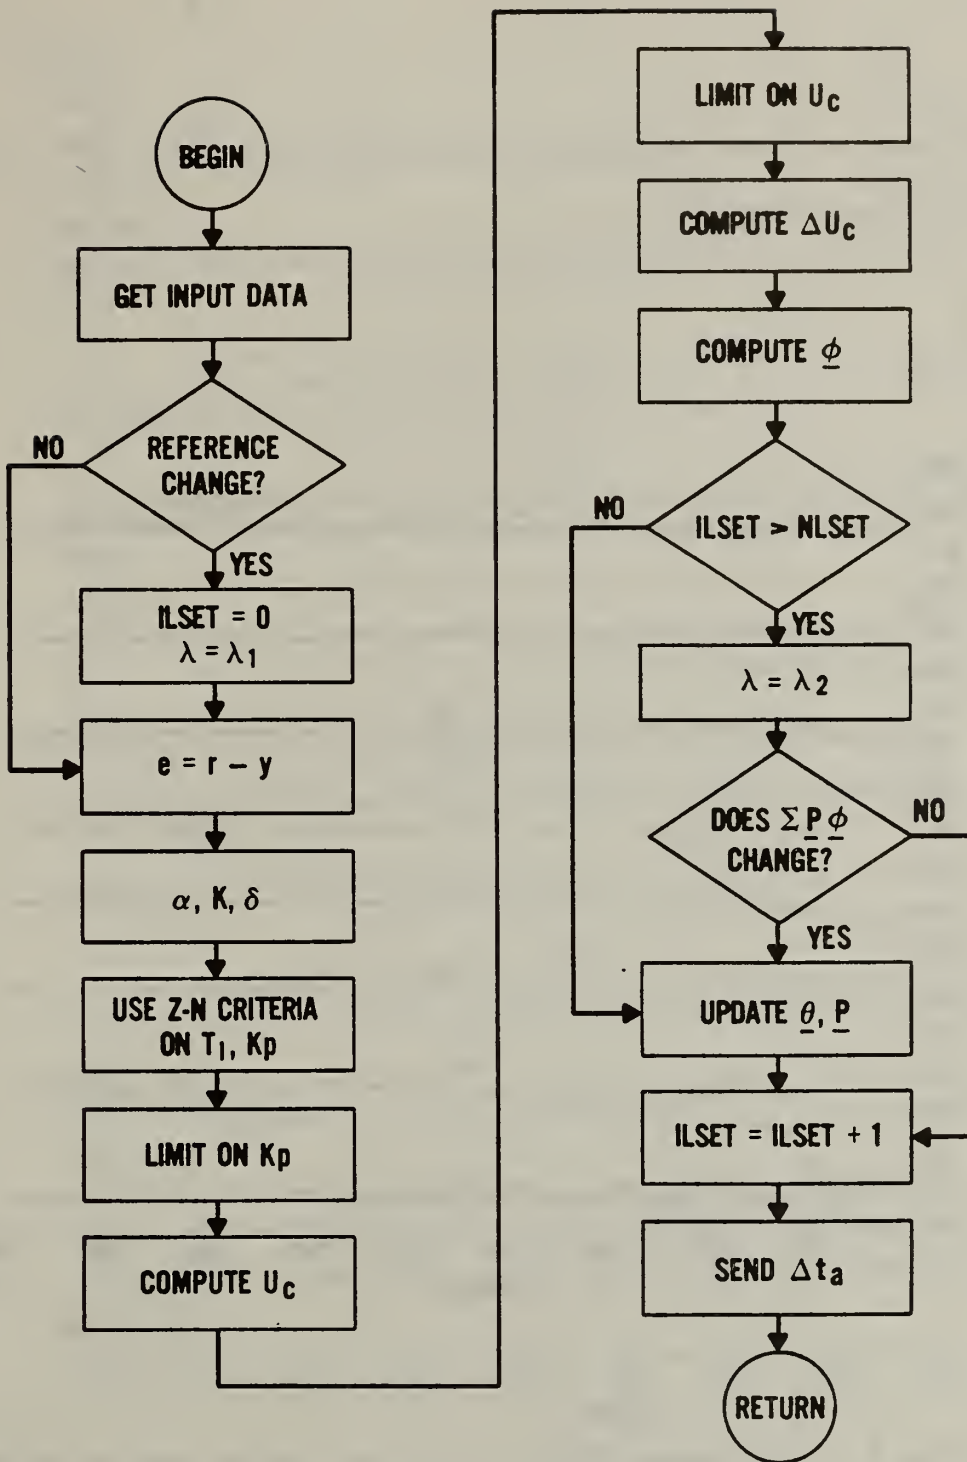 BEGIN
GET INPUT DATA
REFERENCE
CHANGE?
NO
YES
ILSET = 0
λ = λ1
e = r − y
α, K, δ
USE Z-N CRITERIA
ON TI, Kp
LIMIT ON Kp
COMPUTE Uc
LIMIT ON Uc
COMPUTE ΔUc
COMPUTE φ
ILSET > NLSET
NO
YES
λ = λ2
DOES Σ P φ
CHANGE?
NO
YES
UPDATE θ, P
ILSET = ILSET + 1
SEND Δta
RETURN